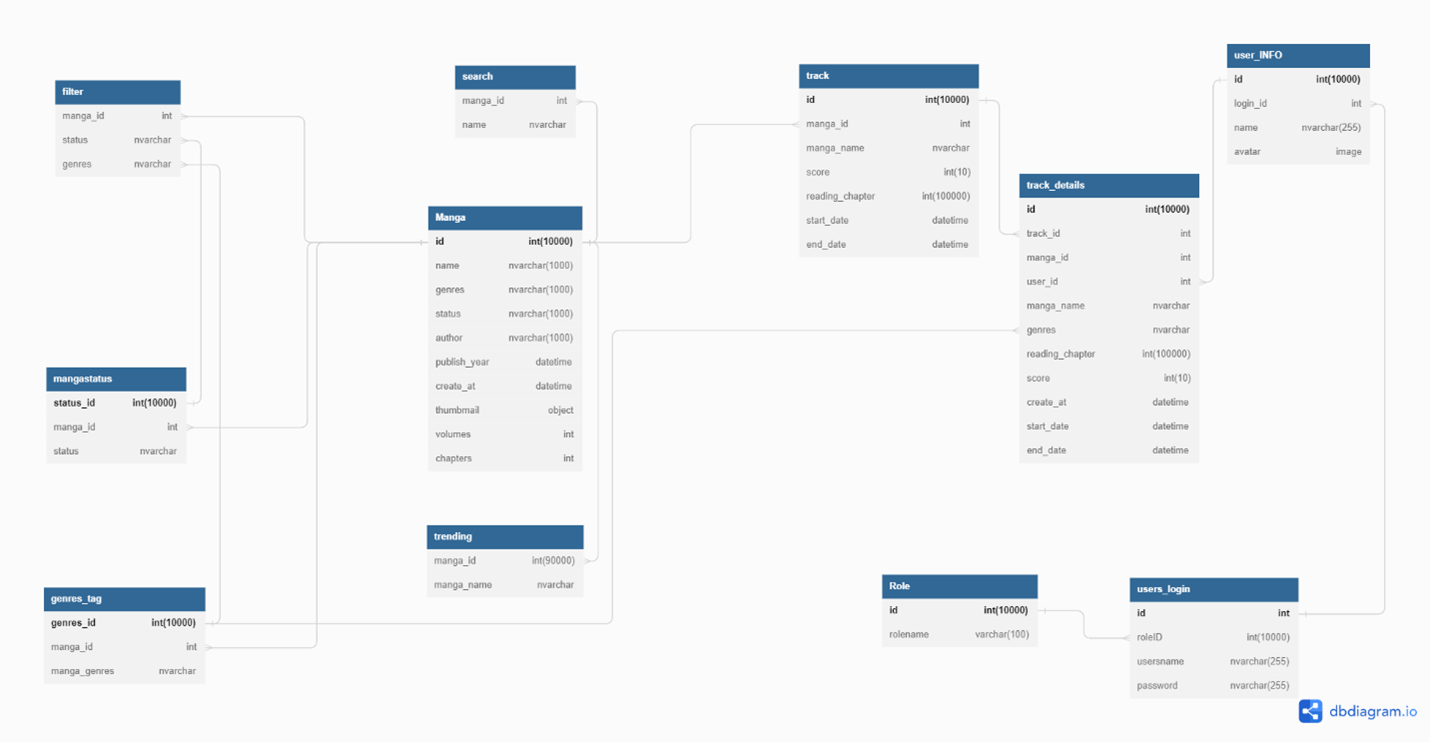 filter
manga_id int
status nvarchar
genres nvarchar
search
manga_id int
name nvarchar
Manga
id int(10000)
name nvarchar(1000)
genres nvarchar(1000)
status nvarchar(1000)
author nvarchar(1000)
publish_year datetime
create_at datetime
thumbmail object
volumes int
chapters int
mangastatus
status_id int(10000)
manga_id int
status nvarchar
trending
manga_id int(90000)
manga_name nvarchar
genres_tag
genres_id int(10000)
manga_id int
manga_genres nvarchar
track
id int(10000)
manga_id int
manga_name nvarchar
score int(10)
reading_chapter int(100000)
start_date datetime
end_date datetime
track_details
id int(10000)
track_id int
manga_id int
user_id int
manga_name nvarchar
genres nvarchar
reading_chapter int(100000)
score int(10)
create_at datetime
start_date datetime
end_date datetime
user_INFO
id int(10000)
login_id int
name nvarchar(255)
avatar image
Role
id int(10000)
rolename varchar(100)
users_login
id int
roleID int(10000)
usersname nvarchar(255)
password nvarchar(255)
dbdiagram.io